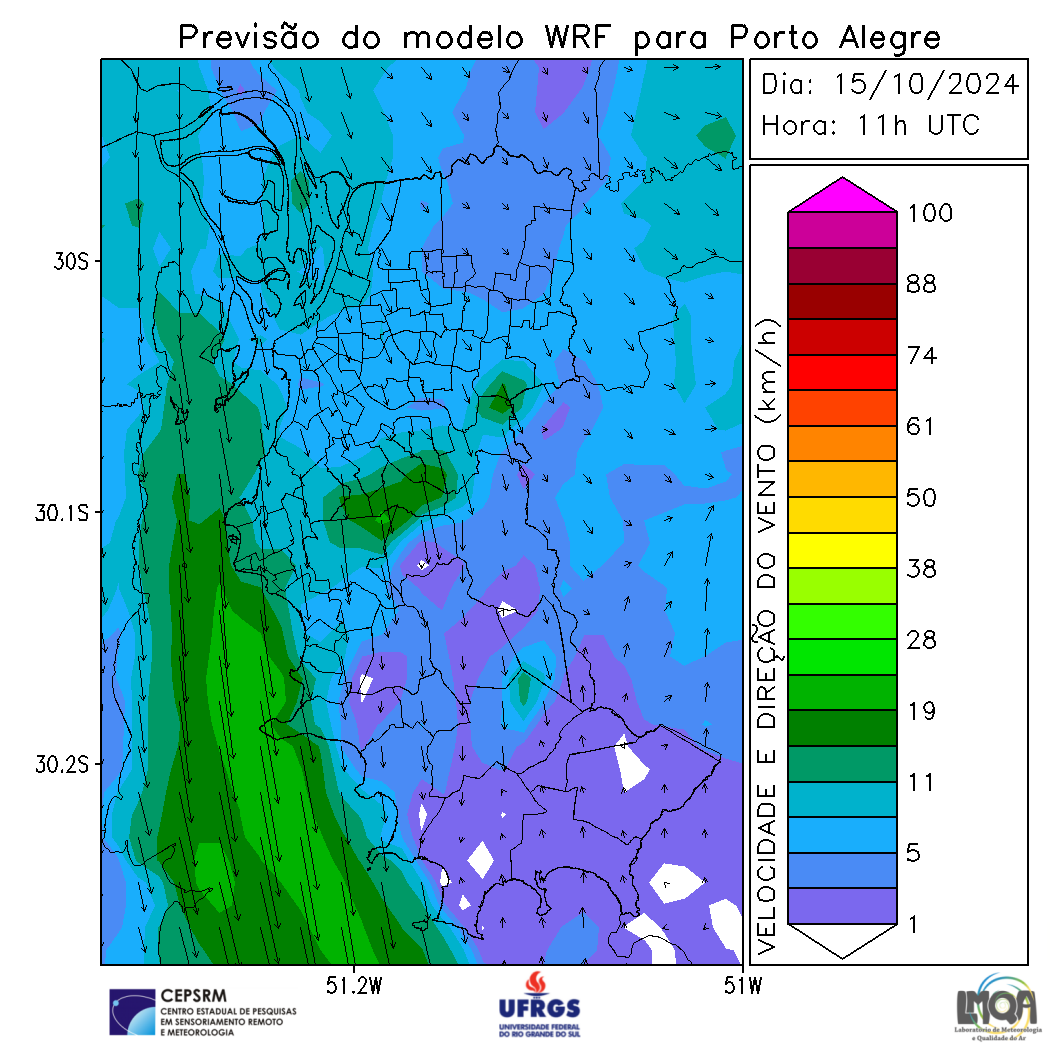 Previsão do modelo WRF para Porto Alegre
Dia: 15/10/2024
Hora: 11h UTC
30S
30.1S
30.2S
51.2W
51W
VELOCIDADE E DIREÇÃO DO VENTO (km/h)
100
88
74
61
50
38
28
19
11
5
1
CEPSRM
CENTRO ESTADUAL DE PESQUISAS
EM SENSORIAMENTO REMOTO
E METEOROLOGIA
UFRGS
UNIVERSIDADE FEDERAL
DO RIO GRANDE DO SUL
LMQA
Laboratório de Meteorologia
e Qualidade do Ar